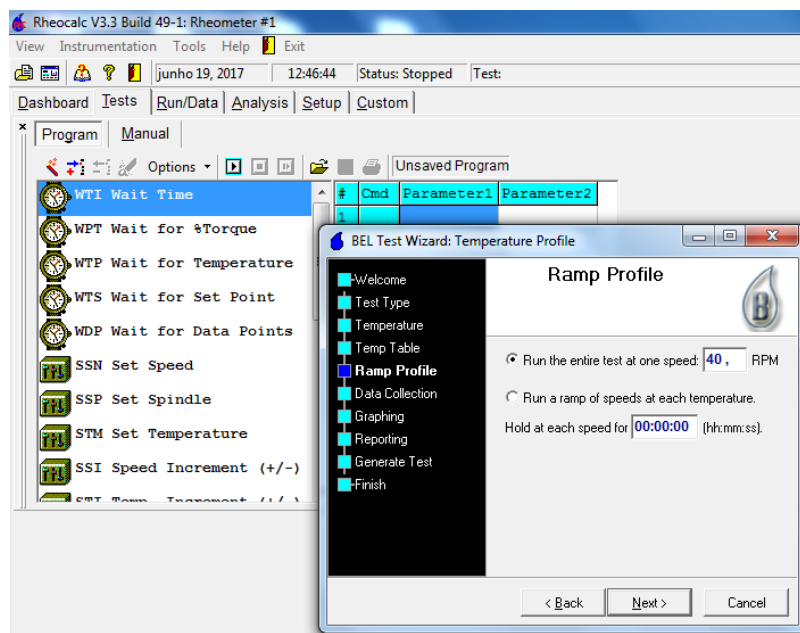 Rheocalc V3.3 Build 49-1: Rheometer #1
View Instrumentation Tools Help Exit
junho 19, 2017 12:46:44 Status: Stopped Test:
Dashboard Tests Run/Data Analysis Setup Custom
Program Manual
Options Unsaved Program
WTI Wait Time
WPT Wait for %Torque
WTP Wait for Temperature
WTS Wait for Set Point
WDP Wait for Data Points
SSN Set Speed
SSP Set Spindle
STM Set Temperature
SSI Speed Increment (+/-)
# Cmd Parameter1 Parameter2
1
BEL Test Wizard: Temperature Profile
Welcome
Test Type
Temperature
Temp Table
Ramp Profile
Data Collection
Graphing
Reporting
Generate Test
Finish
Ramp Profile
B
Run the entire test at one speed: 40 , RPM
Run a ramp of speeds at each temperature.
Hold at each speed for 00:00:00 (hh:mm:ss).
< Back Next > Cancel